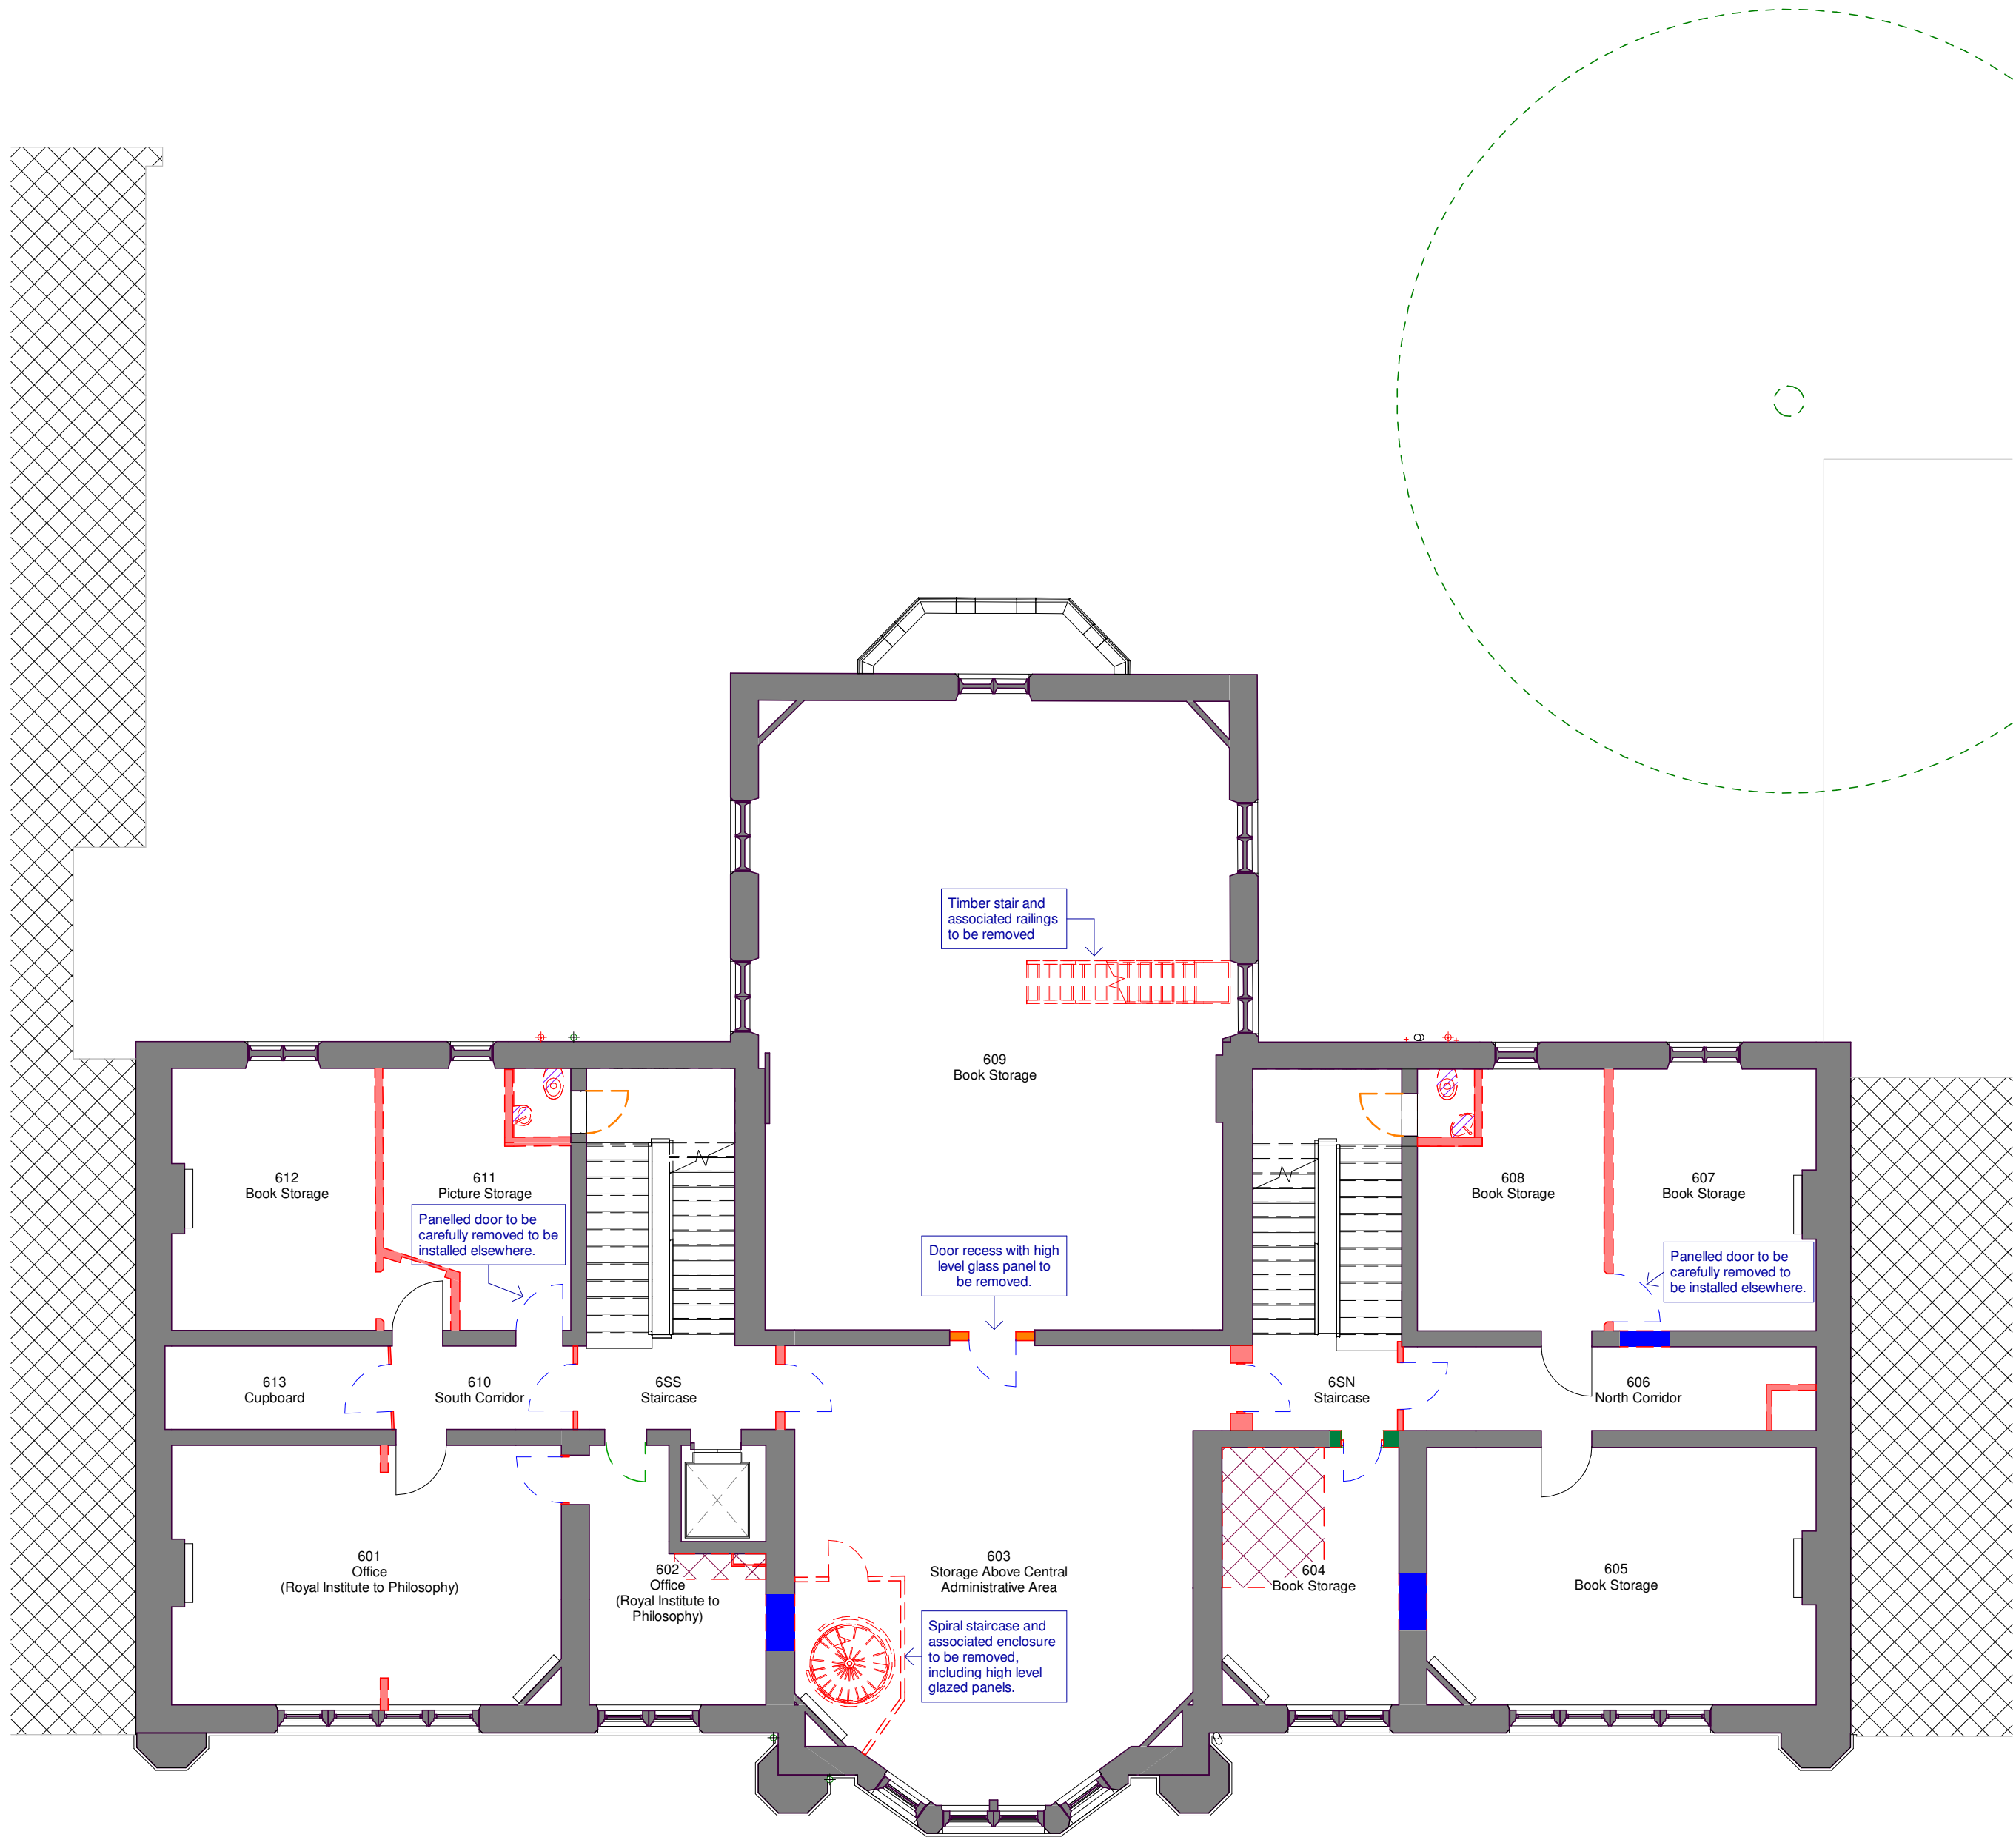 Timber stair and
associated railings
to be removed
609
Book Storage
612
Book Storage
611
Picture Storage
Panelled door to be
carefully removed to be
installed elsewhere.
608
Book Storage
607
Book Storage
Door recess with high
level glass panel to
be removed.
Panelled door to be
carefully removed to
be installed elsewhere.
613
Cupboard
610
South Corridor
6SS
Staircase
6SN
Staircase
606
North Corridor
601
Office
(Royal Institute to Philosophy)
602
Office
(Royal Institute to
Philosophy)
603
Storage Above Central
Administrative Area
604
Book Storage
605
Book Storage
Spiral staircase and
associated enclosure
to be removed,
including high level
glazed panels.